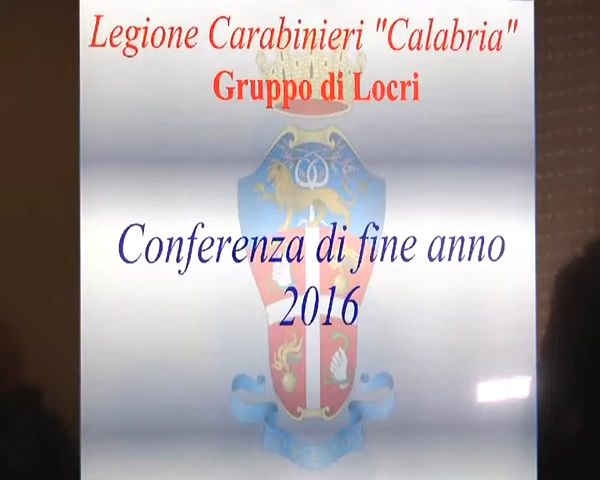 Legione Carabinieri "Calabria"
Gruppo di Locri
Conferenza di fine anno
2016